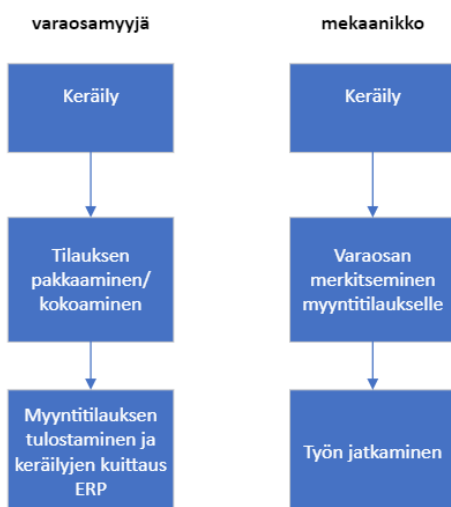 varaosamyyjä
mekaanikko
Keräily
Keräily
Tilauksen
pakkaaminen/
kokoaminen
Varaosan
merkitseminen
myyntitilaukselle
Myyntitilauksen
tulostaminen ja
keräilyjen kuittaus
ERP
Työn jatkaminen